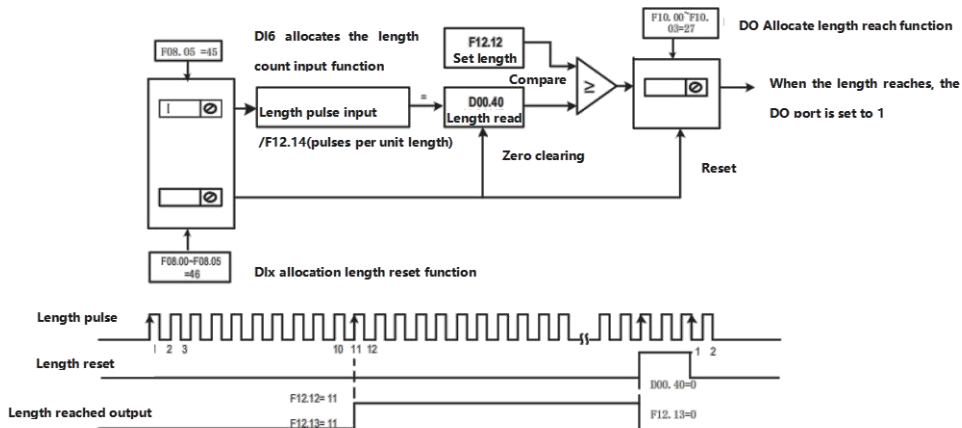 F08.05 =45
DI6 allocates the length
count input function
F12.12
Set length
F10.00~F10.
03=27
DO Allocate length reach function
Compare
≥
When the length reaches, the
DO port is set to 1
Length pulse input
=
D00.40
Length read
/F12.14(pulses per unit length)
Zero clearing
Reset
F08.00~F08.05
=46
DIx allocation length reset function
Length pulse
1 2 3 10 11 12 1 2
Length reset
D00.40=0
F12.12= 11
Length reached output
F12.13=0
F12.13= 11